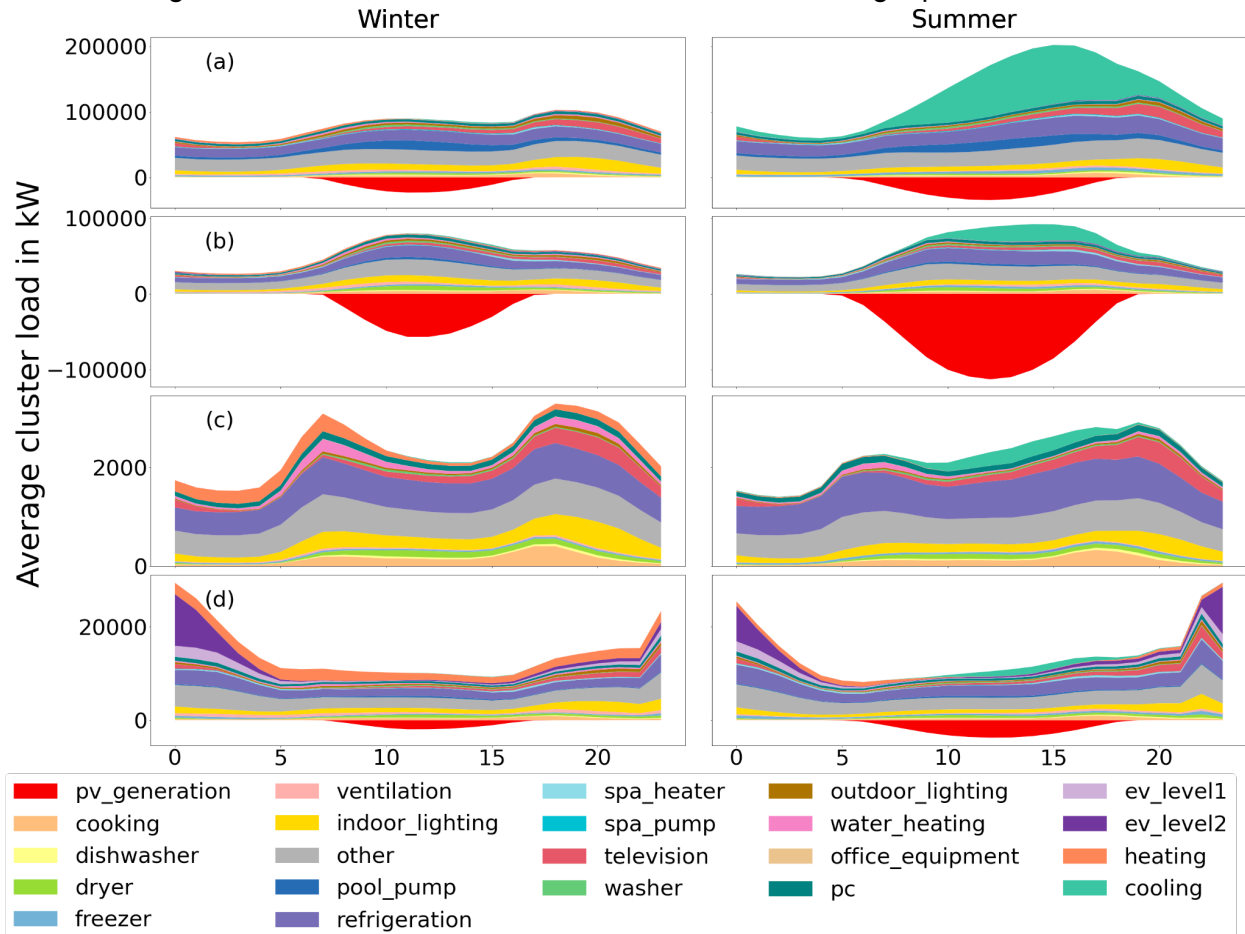 Winter Summer
Average cluster load in kW
200000
(a)
100000
0
100000
(b)
0
−100000
(c)
2000
0
(d)
20000
0
0 5 10 15 20 0 5 10 15 20
pv_generation ventilation spa_heater outdoor_lighting ev_level1
cooking indoor_lighting spa_pump water_heating ev_level2
dishwasher other television office_equipment heating
dryer pool_pump washer pc cooling
freezer refrigeration